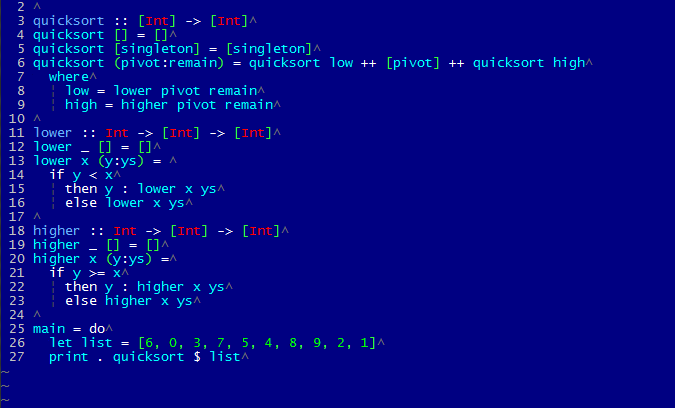 2 ^
3 quicksort :: [Int] -> [Int]^
4 quicksort [] = []^
5 quicksort [singleton] = [singleton]^
6 quicksort (pivot:remain) = quicksort low ++ [pivot] ++ quicksort high^
7   where^
8   ¦ low = lower pivot remain^
9   ¦ high = higher pivot remain^
10 ^
11 lower :: Int -> [Int] -> [Int]^
12 lower _ [] = []^
13 lower x (y:ys) = ^
14   if y < x^
15   ¦ then y : lower x ys^
16   ¦ else lower x ys^
17 ^
18 higher :: Int -> [Int] -> [Int]^
19 higher _ [] = []^
20 higher x (y:ys) =^
21   if y >= x^
22   ¦ then y : higher x ys^
23   ¦ else higher x ys^
24 ^
25 main = do^
26   let list = [6, 0, 3, 7, 5, 4, 8, 9, 2, 1]^
27   print . quicksort $ list^
~
~
~